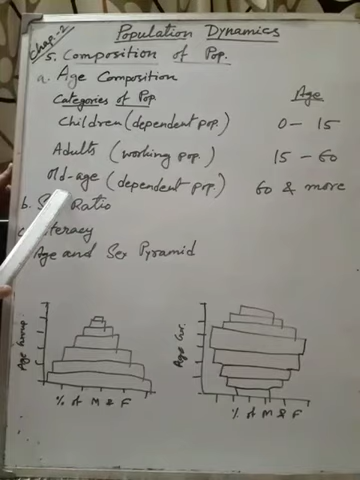 Chap.-2
Population Dynamics
5. Composition of Pop.
a. Age Composition
Categories of Pop. Age
Children (dependent pop.) 0 - 15
Adults (working pop.) 15 - 60
Old-age (dependent pop.) 60 & more
b. Ratio
Age and Sex Pyramid
Age Group
Age Gr.
% of M & F
% of M & F